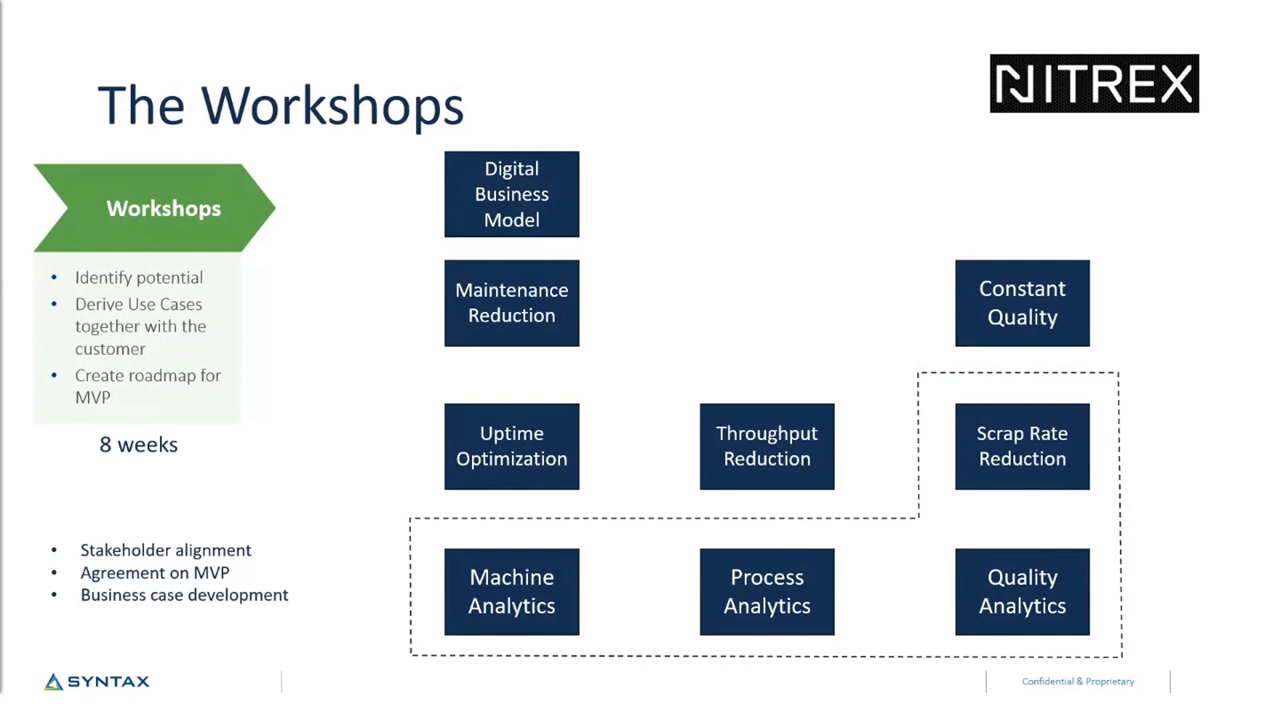 The Workshops
NITREX
Workshops
• Identify potential
• Derive Use Cases
together with the
customer
• Create roadmap for
MVP
8 weeks
• Stakeholder alignment
• Agreement on MVP
• Business case development
Digital
Business
Model
Maintenance
Reduction
Constant
Quality
Uptime
Optimization
Throughput
Reduction
Scrap Rate
Reduction
Machine
Analytics
Process
Analytics
Quality
Analytics
SYNTAX
Confidential & Proprietary